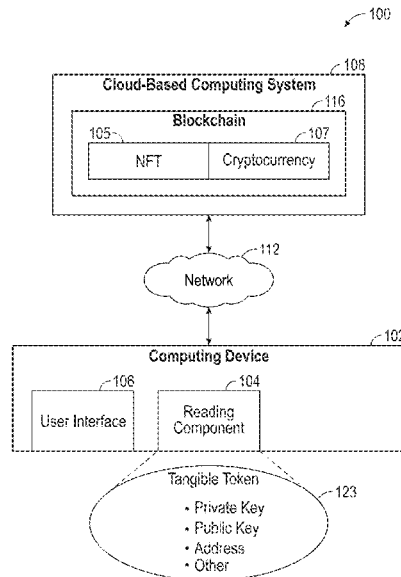 100
108
Cloud-Based Computing System
116
Blockchain
105 107
NFT Cryptocurrency
112
Network
102
Computing Device
106 104
User Interface Reading Component
Tangible Token 123
• Private Key
• Public Key
• Address
• Other